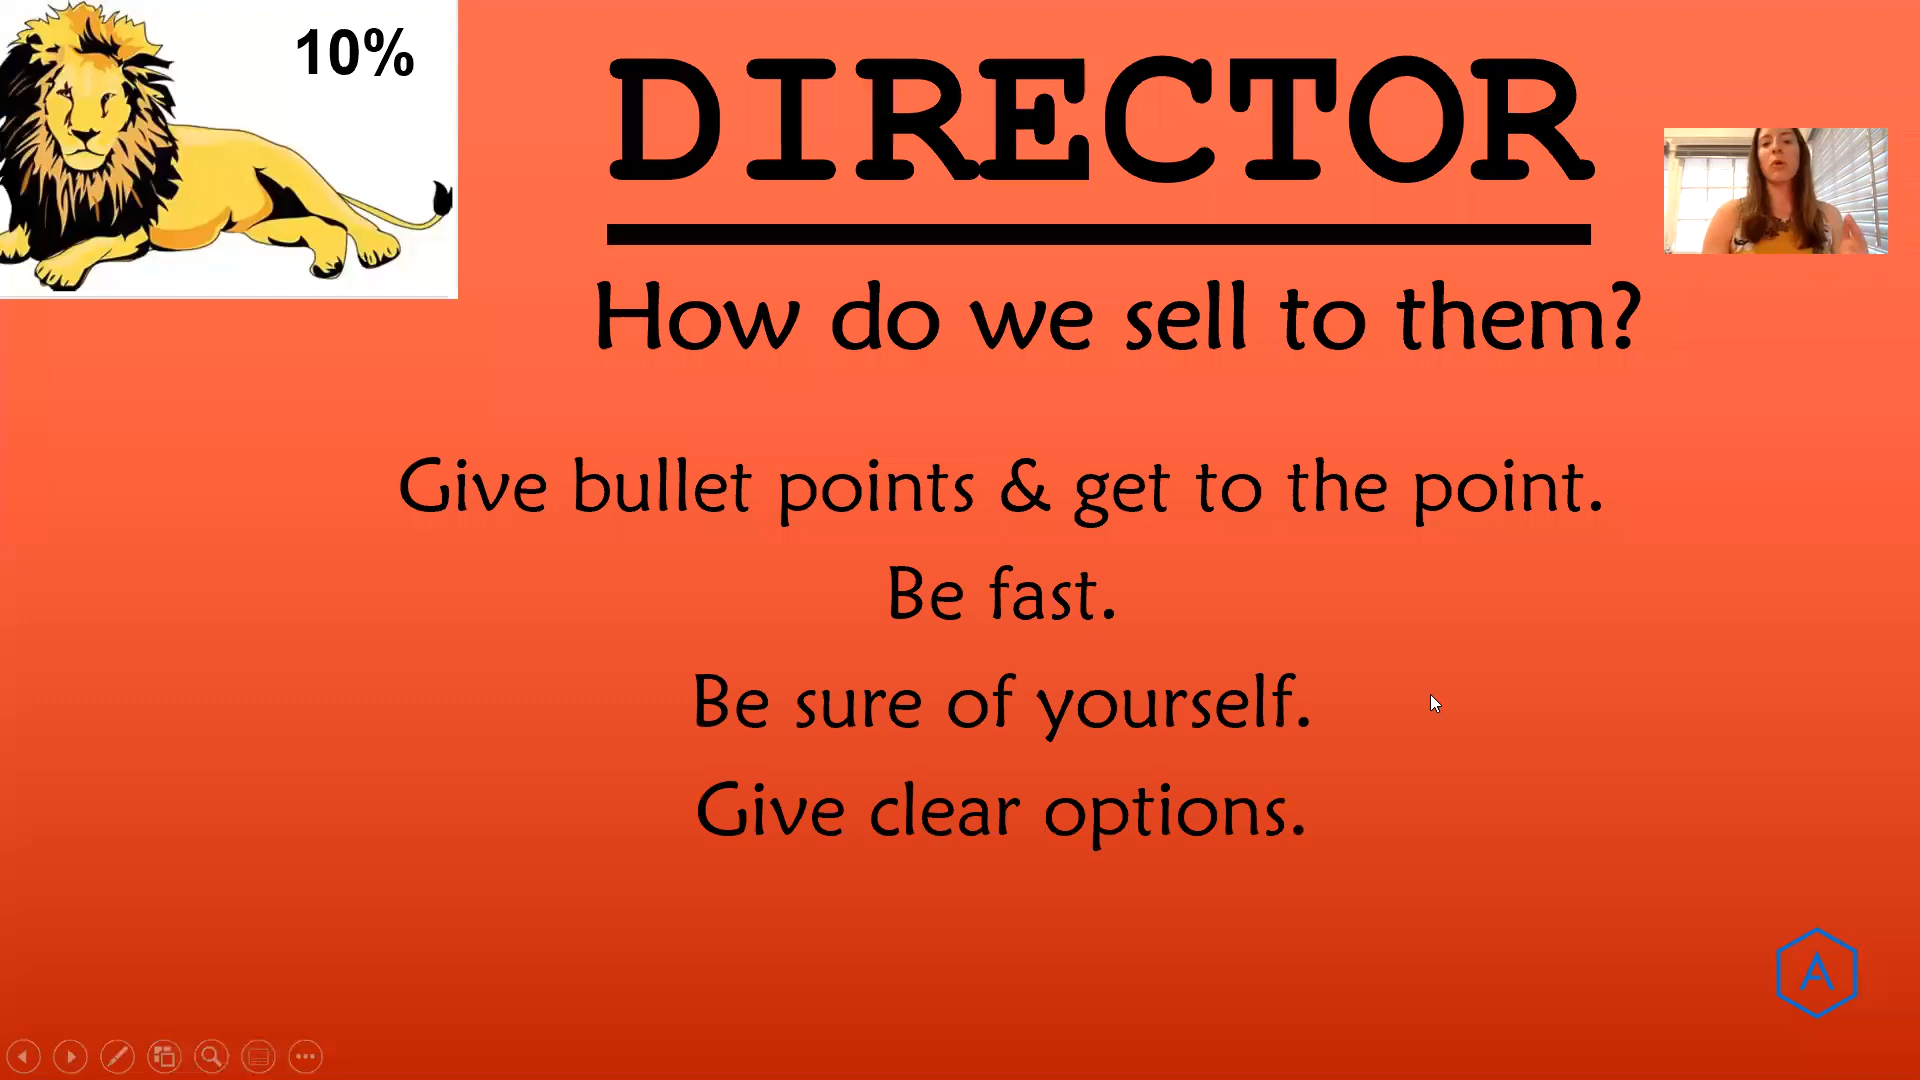 10%
DIRECTOR
How do we sell to them?
Give bullet points & get to the point.
Be fast.
Be sure of yourself.
Give clear options.
A